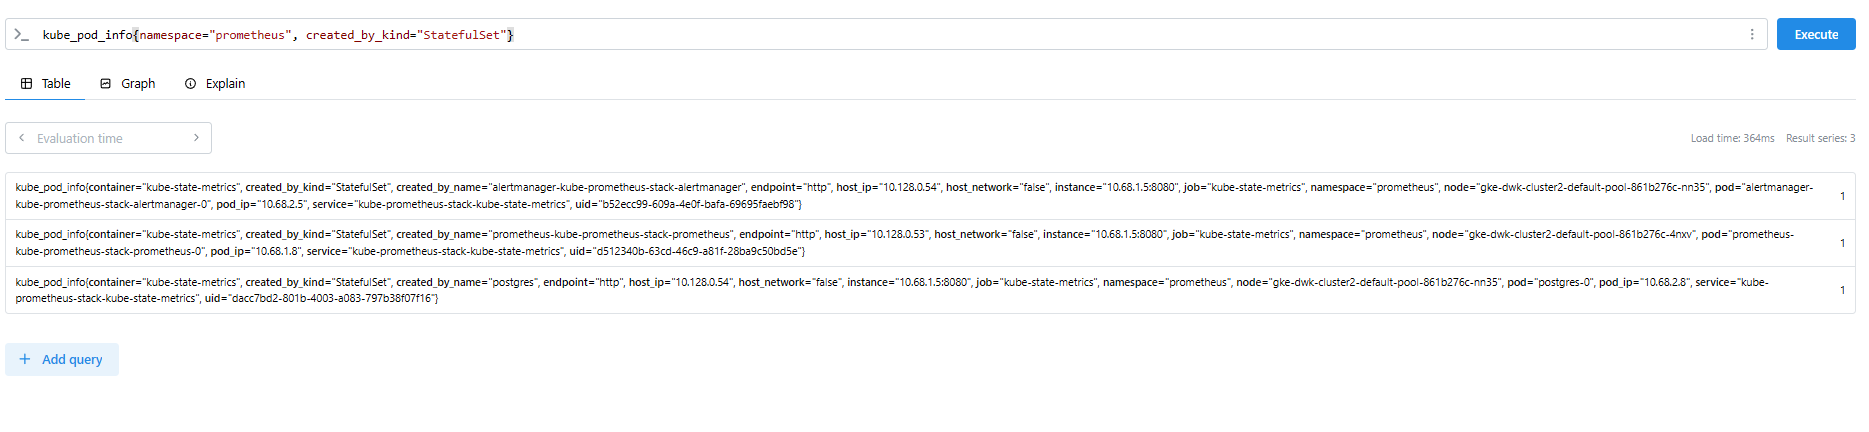 kube_pod_info{namespace="prometheus", created_by_kind="StatefulSet"}
Execute
Table Graph Explain
Evaluation time
Load time: 364ms Result series: 3
kube_pod_info{container="kube-state-metrics", created_by_kind="StatefulSet", created_by_name="alertmanager-kube-prometheus-stack-alertmanager", endpoint="http", host_ip="10.128.0.54", host_network="false", instance="10.68.1.5:8080", job="kube-state-metrics", namespace="prometheus", node="gke-dwk-cluster2-default-pool-861b276c-nn35", pod="alertmanager-
kube-prometheus-stack-alertmanager-0", pod_ip="10.68.2.5", service="kube-prometheus-stack-kube-state-metrics", uid="b52ecc99-609a-4e0f-bafa-69695faebf98"}
1
kube_pod_info{container="kube-state-metrics", created_by_kind="StatefulSet", created_by_name="prometheus-kube-prometheus-stack-prometheus", endpoint="http", host_ip="10.128.0.53", host_network="false", instance="10.68.1.5:8080", job="kube-state-metrics", namespace="prometheus", node="gke-dwk-cluster2-default-pool-861b276c-4nxv", pod="prometheus-
kube-prometheus-stack-prometheus-0", pod_ip="10.68.1.8", service="kube-prometheus-stack-kube-state-metrics", uid="d512340b-63cd-46c9-a81f-28ba9c50bd5e"}
1
kube_pod_info{container="kube-state-metrics", created_by_kind="StatefulSet", created_by_name="postgres", endpoint="http", host_ip="10.128.0.54", host_network="false", instance="10.68.1.5:8080", job="kube-state-metrics", namespace="prometheus", node="gke-dwk-cluster2-default-pool-861b276c-nn35", pod="postgres-0", pod_ip="10.68.2.8", service="kube-
prometheus-stack-kube-state-metrics", uid="dacc7bd2-801b-4003-a083-797b38f07f16"}
1
Add query